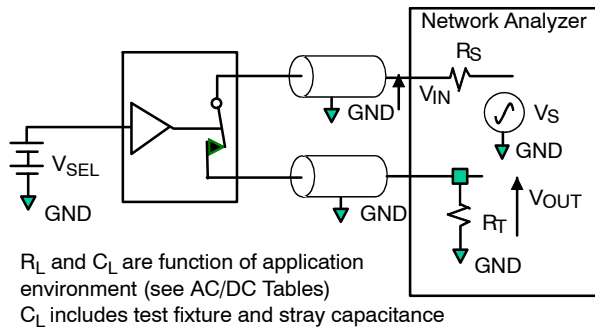 Network Analyzer
RS
GND
VIN
VS
GND
VSEL
GND
GND
VOUT
RT
GND
RL and CL are function of application
environment (see AC/DC Tables)
CL includes test fixture and stray capacitance